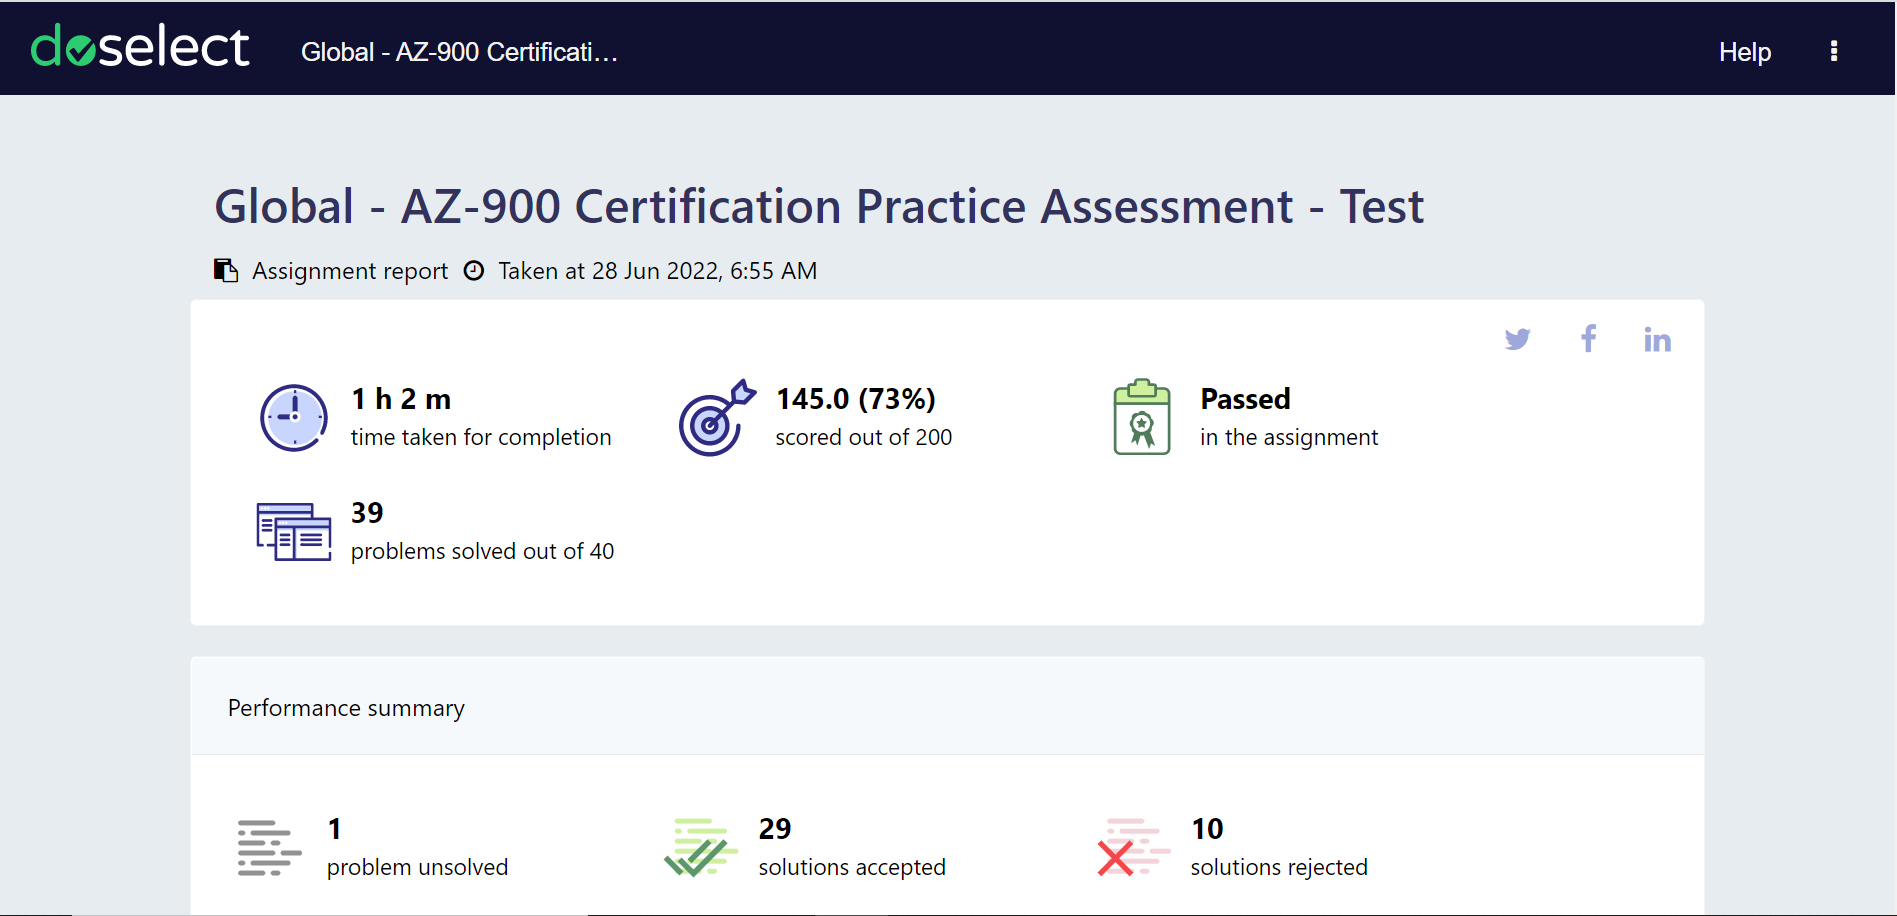 doselect
Global - AZ-900 Certificati...
Help
Global - AZ-900 Certification Practice Assessment - Test
Assignment report Taken at 28 Jun 2022, 6:55 AM
1 h 2 m
time taken for completion
145.0 (73%)
scored out of 200
Passed
in the assignment
39
problems solved out of 40
Performance summary
1
problem unsolved
29
solutions accepted
10
solutions rejected